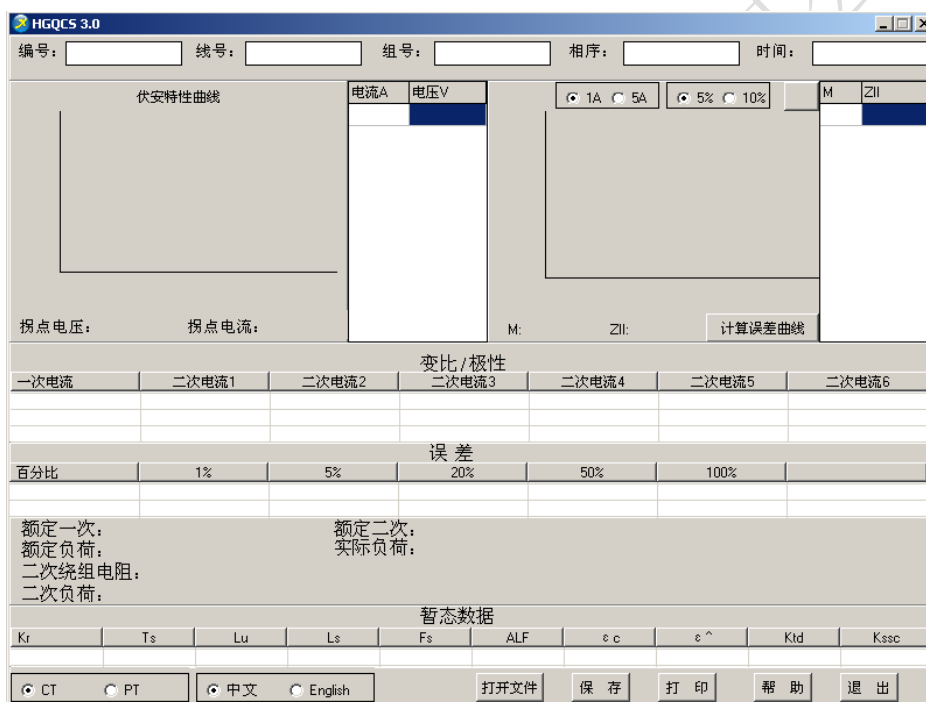 HGQCS 3.0
编号: 线号: 组号: 相序: 时间:
伏安特性曲线 电流A 电压V 1A 5A 5% 10% M ZII
拐点电压: 拐点电流: M: ZII: 计算误差曲线
变比/极性
一次电流 二次电流1 二次电流2 二次电流3 二次电流4 二次电流5 二次电流6
误 差
百分比 1% 5% 20% 50% 100%
额定一次: 额定二次:
额定负荷: 实际负荷:
二次绕组电阻:
二次负荷:
暂态数据
Kr Ts Lu Ls Fs ALF ε c ε ^ Ktd Kssc
CT PT 中文 English 打开文件 保 存 打 印 帮 助 退 出